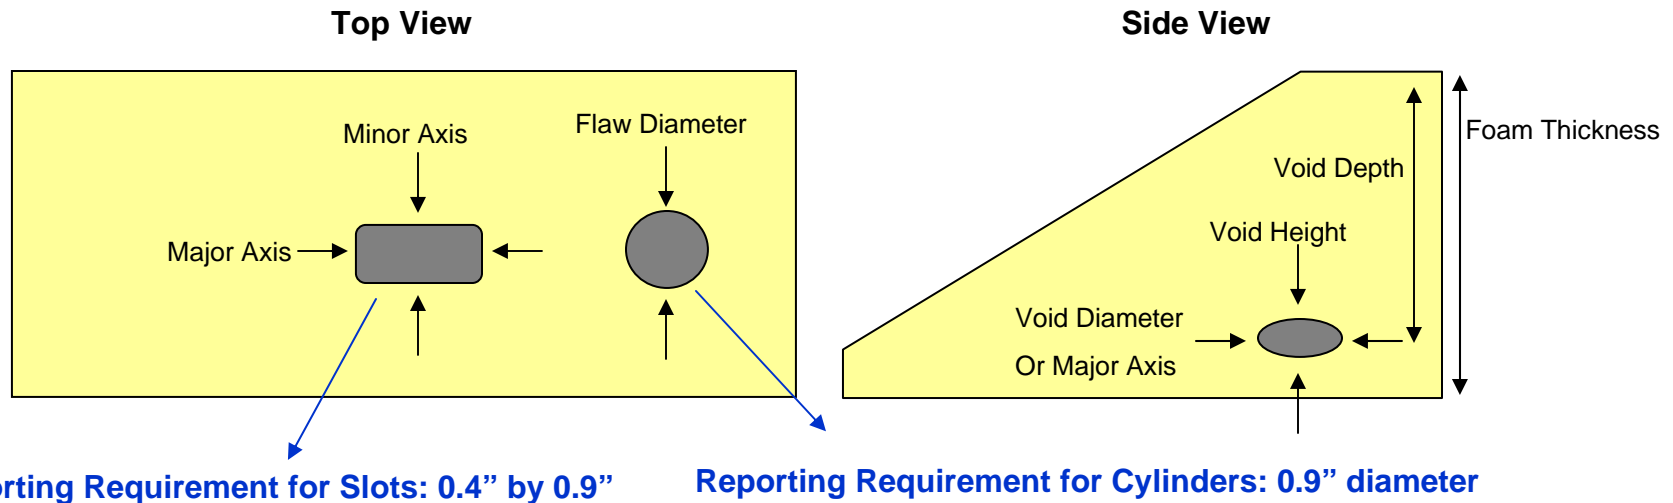 Top View
Side View
Minor Axis
Flaw Diameter
Major Axis
Foam Thickness
Void Depth
Void Height
Void Diameter
Or Major Axis
orting Requirement for Slots: 0.4” by 0.9”
Reporting Requirement for Cylinders: 0.9” diameter